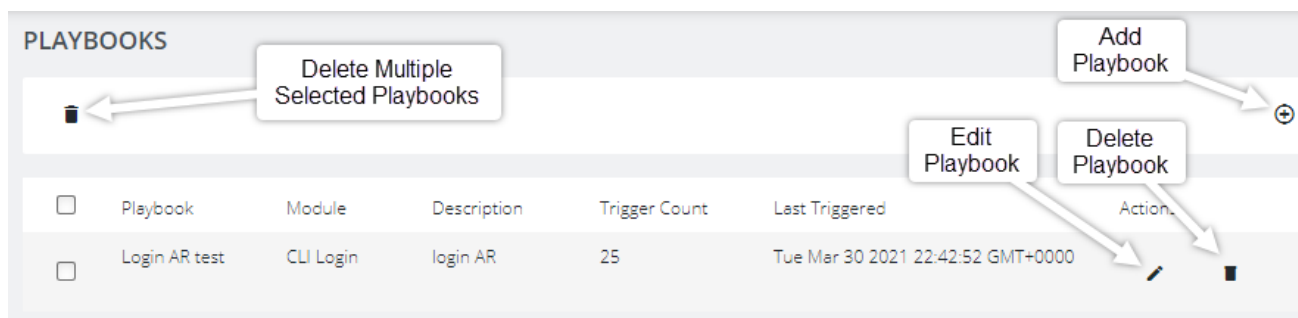 PLAYBOOKS
Delete Multiple
Selected Playbooks
Add
Playbook
Edit
Playbook
Delete
Playbook
Playbook Module Description Trigger Count Last Triggered Actions
Login AR test CLI Login login AR 25 Tue Mar 30 2021 22:42:52 GMT+0000